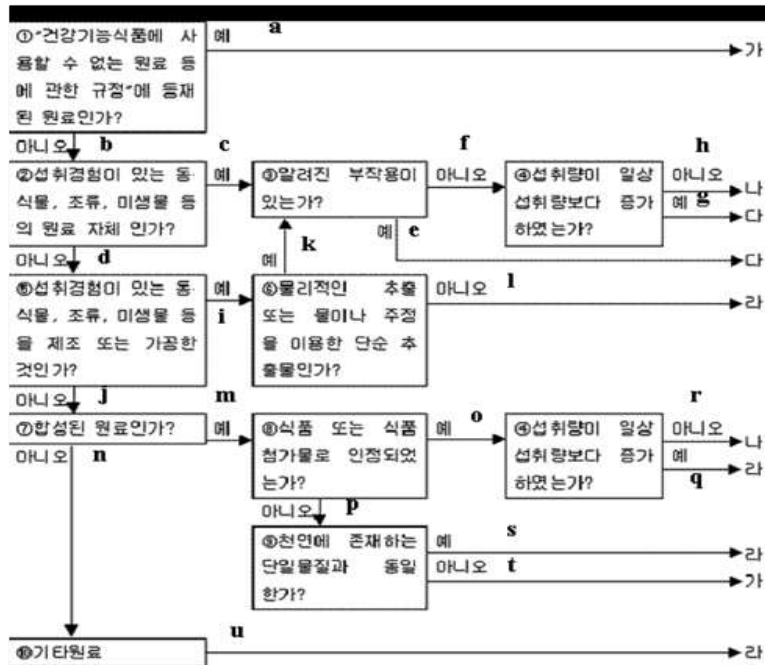 ①"건강기능식품에 사
용할 수 없는 원료 등
에 관한 규정"에 등재
된 원료인가?
예
a
가
아니오
b
②섭취경험이 있는 동·
식물, 조류, 미생물 등
의 원료 자체 인가?
예
c
③알려진 부작용이
있는가?
아니오
f
④섭취량이 일상
섭취량보다 증가
하였는가?
아니오
h
나
예
g
다
예
e
다
아니오
d
예
k
⑤섭취경험이 있는 동·
식물, 조류, 미생물 등
을 제조 또는 가공한
것인가?
예
i
⑥물리적인 추출
또는 물이나 주정
을 이용한 단순 추
출물인가?
아니오
l
라
아니오
j
⑦합성된 원료인가?
예
m
⑧식품 또는 식품
첨가물로 인정되었
는가?
예
o
④섭취량이 일상
섭취량보다 증가
하였는가?
아니오
r
나
예
q
라
아니오
n
아니오
p
⑨천연에 존재하는
단일물질과 동일
한가?
예
s
라
아니오
t
가
⑩기타원료
u
라